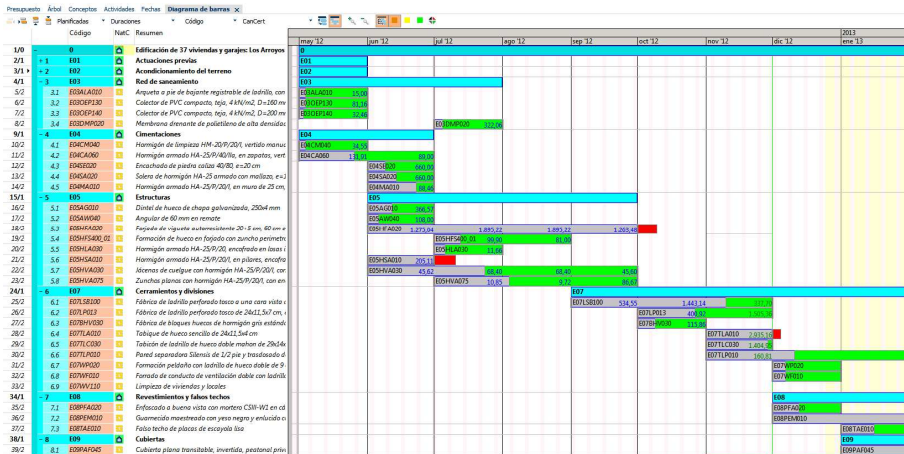 Presupuesto Árbol Conceptos Actividades Fechas Diagrama de barras x
Planificadas Duraciones Código CanCert
Código NatC Resumen
2013
may '12 jun '12 jul '12 ago '12 sep '12 oct '12 nov '12 dic '12 ene '13
1/0 - 0 Edificación de 37 viviendas y garajes: Los Arroyos 0
2/1 + 1 E01 Actuaciones previas E01
3/1 + 2 E02 Acondicionamiento del terreno E02
4/1 - 3 E03 Red de saneamiento E03
5/2 3.1 E03ALA010 Arqueta a pie de bajante registrable de ladrillo, con E03ALA010 15,00
6/2 3.2 E03OEP130 Colector de PVC compacto, teja, 4 kN/m2, D=160 m E03OEP130 81,16
7/2 3.3 E03OEP140 Colector de PVC compacto, teja, 4 kN/m2, D=200 m E03OEP140 32,46
8/2 3.4 E03DMP020 Membrana drenante de polietileno de alta densidad E03DMP020 322,06
9/1 - 4 E04 Cimentaciones E04
10/2 4.1 E04CM040 Hormigón de limpieza HM-20/P/20/I, vertido manua E04CM040 34,55
11/2 4.2 E04CA060 Hormigón armado HA-25/P/40/IIa, en zapatas, vert E04CA060 131,91 89,00
12/2 4.3 E04SE020 Encachado de piedra caliza 40/80, e=20 cm E04SE020 660,00
13/2 4.4 E04SA020 Solera de hormigón HA-25 armada con mallazo, e=1 E04SA020 660,00
14/2 4.5 E04MA010 Hormigón armado HA-25/P/20/I, en muro de 25 cm, E04MA010 88,46
15/1 - 5 E05 Estructuras E05
16/2 5.1 E05AG010 Dintel de hueco de chapa galvanizada, 250x4 mm E05AG010 366,57
17/2 5.2 E05AW040 Angular de 60 mm en remate E05AW040 108,00
18/2 5.3 E05HFA020 Forjado de vigueta autorresistente 20+5 cm, 60 cm e E05HFA020 1.275,04 1.895,22 1.895,22 1.263,48
19/2 5.4 E05HFS400_01 Formación de hueco en forjado con zuncho perimetr E05HFS400_01 99,90 81,00
20/2 5.5 E05HLA030 Hormigón armado HA-25/P/20, encofrado en losas i E05HLA030 11,66
21/2 5.6 E05HSA010 Hormigón armado HA-25/P/20/I, en pilares, encofra E05HSA010 205,11
22/2 5.7 E05HVA030 Jácenas de cuelgue con hormigón HA-25/P/20/I, con E05HVA030 45,62 68,40 68,40 45,60
23/2 5.8 E05HVA075 Zunchos planos con hormigón HA-25/P/20/I, con en E05HVA075 10,85 9,72 86,67
24/1 - 6 E07 Cerramientos y divisiones E07
25/2 6.1 E07LSB100 Fábrica de ladrillo perforado tosco a una cara vista c E07LSB100 534,55 1.443,14 337,70
26/2 6.2 E07LP013 Fábrica de ladrillo perforado tosco de 24x11,5x7 cm, E07LP013 400,92 1.925,38
27/2 6.3 E07BHV030 Fábrica de bloques huecos de hormigón gris estánda E07BHV030 115,86
28/2 6.4 E07TLA010 Tabique de hueco sencillo de 24x11,5x4 cm E07TLA010 2.935,16
29/2 6.5 E07TLC030 Tabicón de ladrillo de hueco doble mahon de 29x14x E07TLC030 1.404,95
30/2 6.6 E07TLP010 Pared separadora Silensis de 1/2 pie y trasdosado d E07TLP010 160,81
31/2 6.7 E07WP020 Formación peldaño con ladrillo de hueco doble de 9 E07WP020
32/2 6.8 E07WF010 Forrado de conducto de ventilación doble con ladrill E07WF010
33/2 6.9 E07WV110 Limpieza de viviendas y locales
34/1 - 7 E08 Revestimientos y falsos techos E08
35/2 7.1 E08PFA020 Enfoscado a buena vista con mortero CSIII-W1 en cá E08PFA020
36/2 7.2 E08PEM010 Guarnecido maestreado con yeso negro y enlucido c E08PEM010
37/2 7.3 E08TAE010 Falso techo de placas de escayola lisa E08TAE010
38/1 - 8 E09 Cubiertas E09
39/2 8.1 E09PAF045 Cubierta plana transitable, invertida, peatonal priv E09PAF045